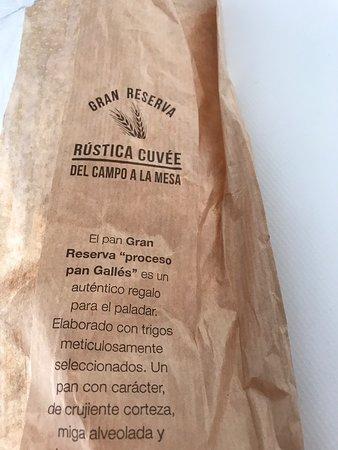 GRAN RESERVA
RÚSTICA CUVÉE
DEL CAMPO A LA MESA
El pan Gran
Reserva “proceso
pan Gallés” es un
auténtico regalo
para el paladar.
Elaborado con trigos
meticulosamente
seleccionados. Un
pan con carácter,
de crujiente corteza,
miga alveolada y